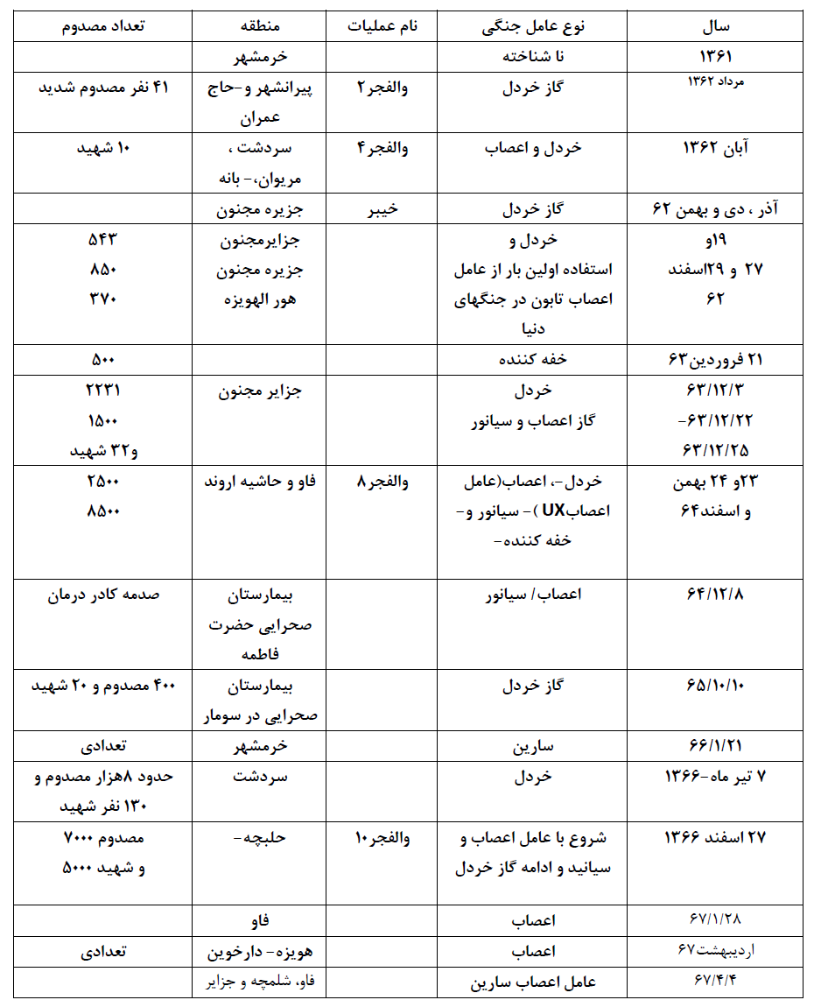 سال نوع عامل جنگی نام عملیات منطقه تعداد مصدوم
۱۳۶۱ نا شناخته خرمشهر
مرداد ۱۳۶۲ گاز خردل والفجر۲ پیرانشهر و-حاج ۴۱ نفر مصدوم شدید
عمران
آبان ۱۳۶۲ خردل و اعصاب والفجر۴ سردشت ، ۱۰ شهید
مریوان،- بانه
آذر ، دی و بهمن ۶۲ گاز خردل خیبر جزیره مجنون
۱۹و خردل و جزایرمجنون ۵۴۳
۲۷ و ۲۹اسفند استفاده اولین بار از عامل جزیره مجنون ۸۵۰
۶۲ اعصاب تابون در جنگهای هور الهویزه ۳۷۰
دنیا
۲۱ فروردین۶۳ خفه کننده ۵۰۰
۶۳/۱۲/۳ خردل جزایر مجنون ۲۲۳۱
۶۳/۱۲/۲۲- گاز اعصاب و سیانور ۱۵۰۰
۶۳/۱۲/۲۵ و۳۲ شهید
۲۳و ۲۴ بهمن خردل-، اعصاب(عامل والفجر۸ فاو و حاشیه اروند ۲۵۰۰
و اسفند۶۴ اعصابUX )- سیانور و- ۸۵۰۰
خفه کننده-
۶۴/۱۲/۸ اعصاب/ سیانور بیمارستان صدمه کادر درمان
صحرایی حضرت
فاطمه
۶۵/۱۰/۱۰ گاز خردل بیمارستان ۴۰۰ مصدوم و ۲۰ شهید
صحرایی در سومار
۶۶/۱/۲۱ سارین خرمشهر تعدادی
۷ تیر ماه-۱۳۶۶ خردل سردشت حدود ۸هزار مصدوم و
۱۳۰ نفر شهید
۲۷ اسفند ۱۳۶۶ شروع با عامل اعصاب و والفجر۱۰ حلبچه- مصدوم ۷۰۰۰
سیانید و ادامه گاز خردل و شهید ۵۰۰۰
۶۷/۱/۲۸ اعصاب فاو
اردیبهشت۶۷ اعصاب هویزه- دارخوین تعدادی
۶۷/۴/۴ عامل اعصاب سارین فاو، شلمچه و جزایر